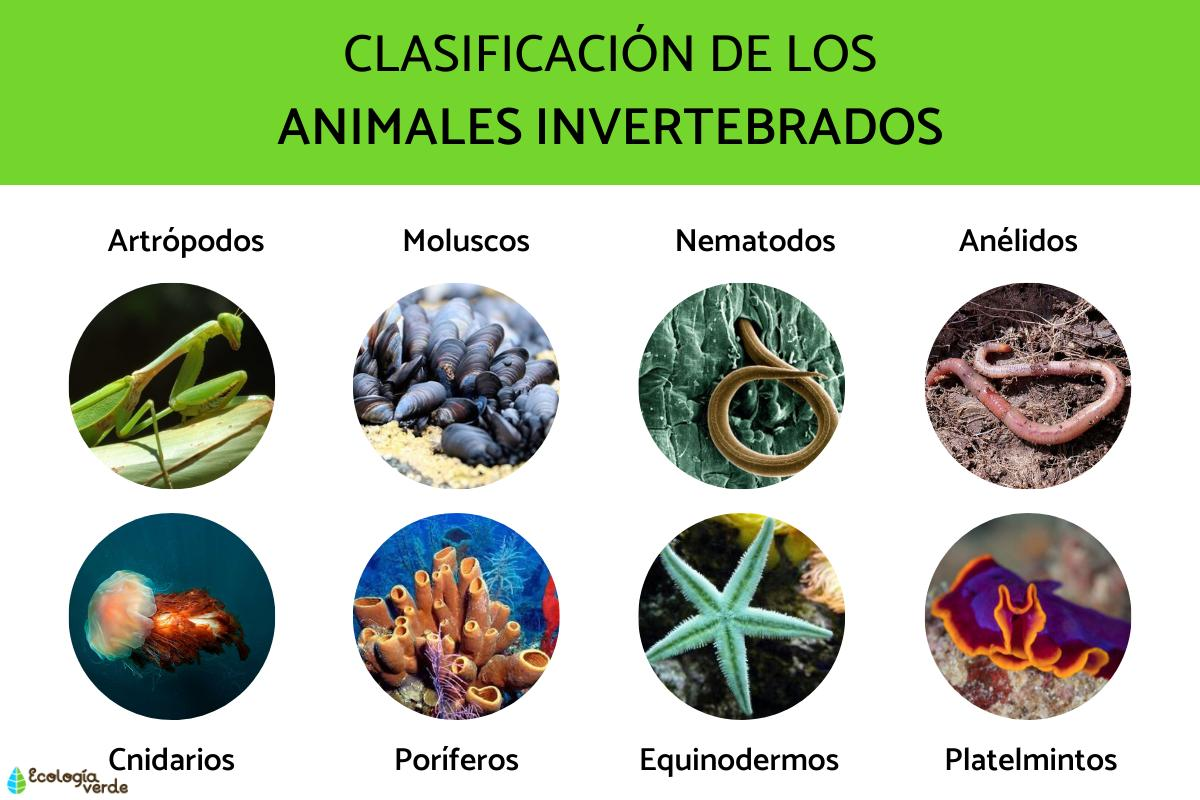 CLASIFICACIÓN DE LOS
ANIMALES INVERTEBRADOS
Artrópodos
Moluscos
Nematodos
Anélidos
Cnidarios
Poríferos
Equinodermos
Platelmintos
Ecología
verde